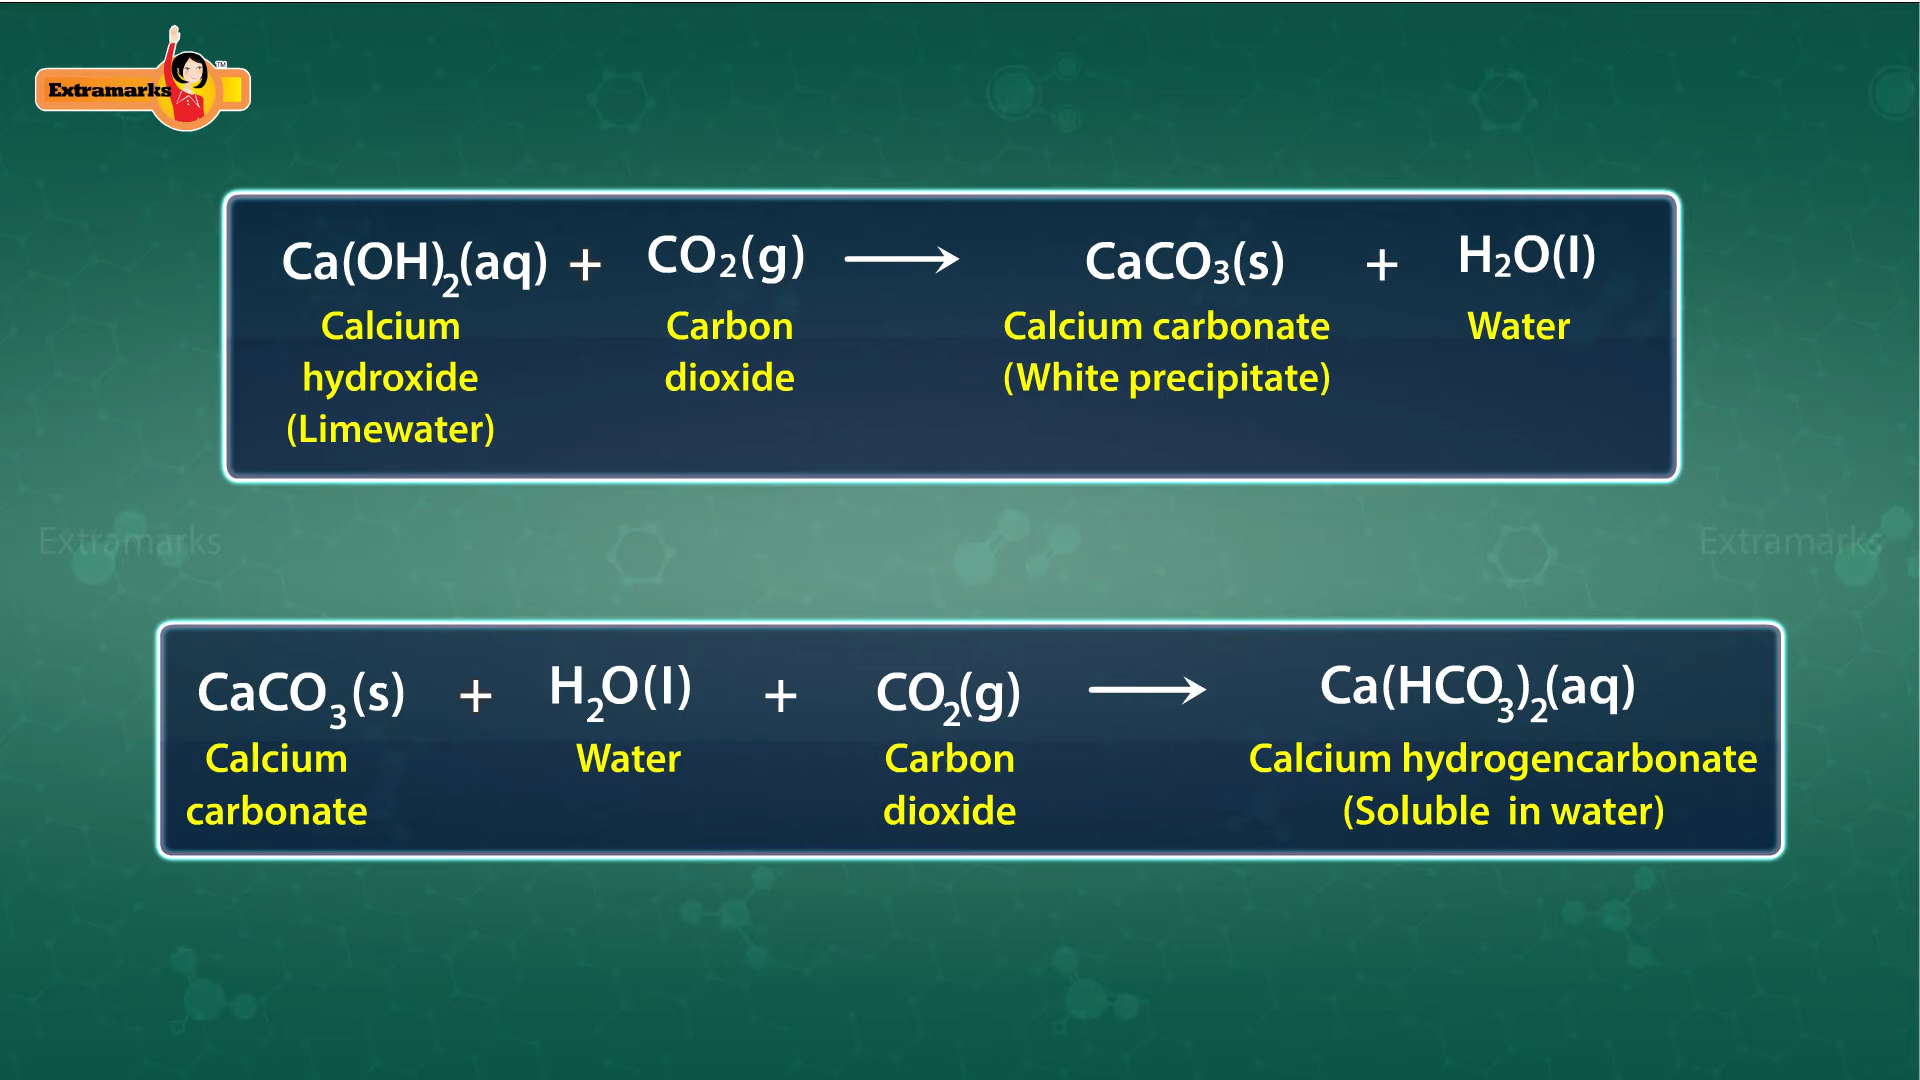 Extramarks™
Ca(OH)₂(aq) + CO₂(g) ⟶ CaCO₃(s) + H₂O(l)
Calcium Carbon Calcium carbonate Water
hydroxide dioxide (White precipitate)
(Limewater)
Extramarks Extramarks
CaCO₃(s) + H₂O(l) + CO₂(g) ⟶ Ca(HCO₃)₂(aq)
Calcium Water Carbon Calcium hydrogencarbonate
carbonate dioxide (Soluble in water)